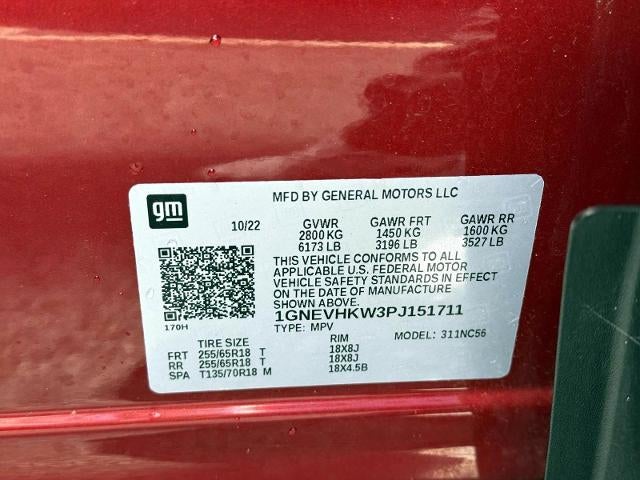 gm
MFD BY GENERAL MOTORS LLC
10/22 GVWR GAWR FRT GAWR RR
2800 KG 1450 KG 1600 KG
6173 LB 3196 LB 3527 LB
THIS VEHICLE CONFORMS TO ALL
APPLICABLE U.S. FEDERAL MOTOR
VEHICLE SAFETY STANDARDS IN EFFECT
ON THE DATE OF MANUFACTURE
SHOWN ABOVE.
170H
1GNEVHKW3PJ151711
TYPE: MPV MODEL: 311NC56
TIRE SIZE RIM
FRT 255/65R18 T 18X8J
RR 255/65R18 T 18X8J
SPA T135/70R18 M 18X4.5B